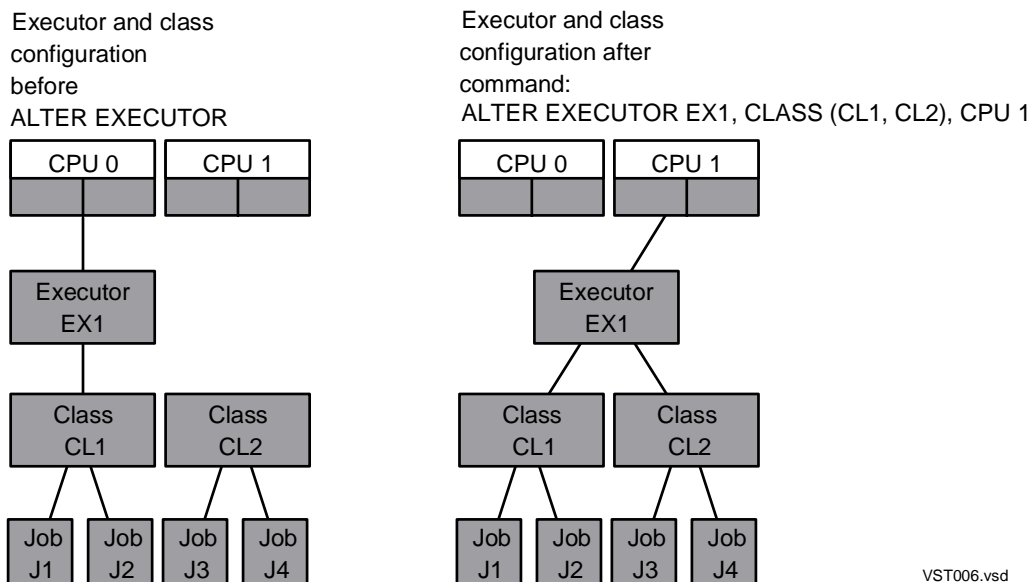 Executor and class
configuration
before
ALTER EXECUTOR
CPU 0
CPU 1
Executor
EX1
Class
CL1
Class
CL2
Job
J1
Job
J2
Job
J3
Job
J4
Executor and class
configuration after
command:
ALTER EXECUTOR EX1, CLASS (CL1, CL2), CPU 1
CPU 0
CPU 1
Executor
EX1
Class
CL1
Class
CL2
Job
J1
Job
J2
Job
J3
Job
J4
VST006.vsd